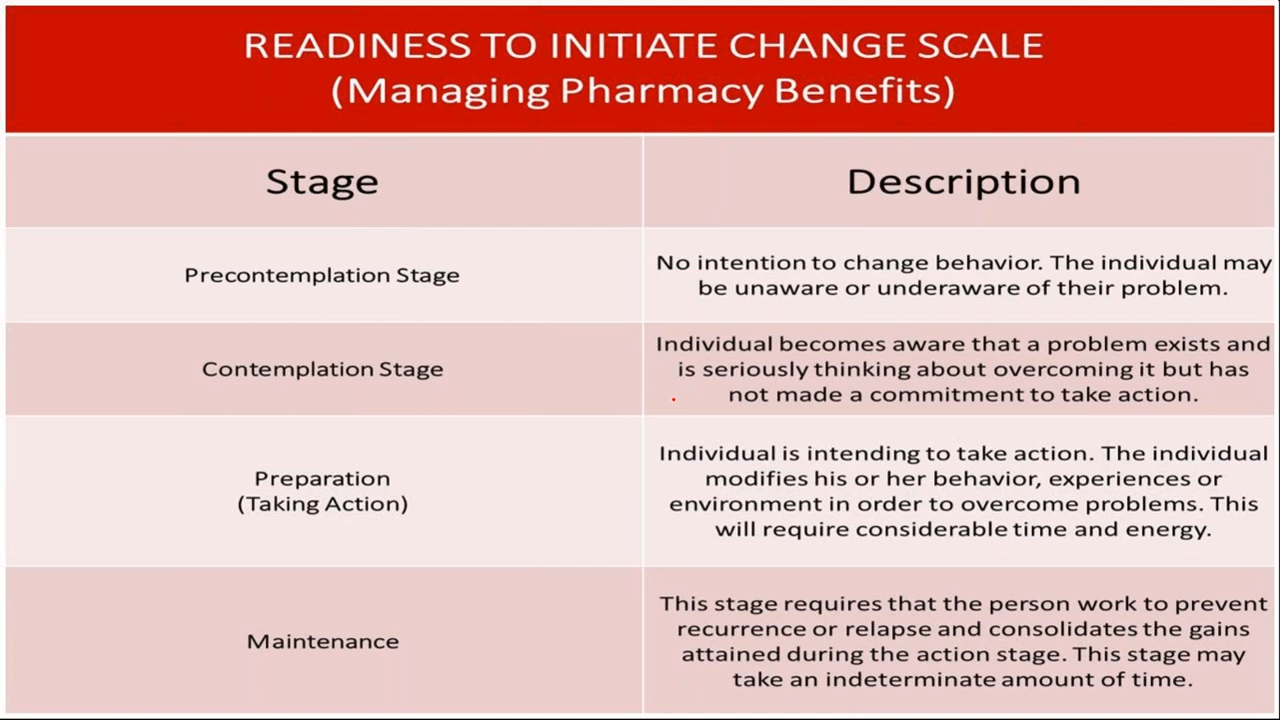 READINESS TO INITIATE CHANGE SCALE
(Managing Pharmacy Benefits)
Stage
Description
Precontemplation Stage
No intention to change behavior. The individual may
be unaware or underaware of their problem.
Contemplation Stage
Individual becomes aware that a problem exists and
is seriously thinking about overcoming it but has
not made a commitment to take action.
Preparation
(Taking Action)
Individual is intending to take action. The individual
modifies his or her behavior, experiences or
environment in order to overcome problems. This
will require considerable time and energy.
Maintenance
This stage requires that the person work to prevent
recurrence or relapse and consolidates the gains
attained during the action stage. This stage may
take an indeterminate amount of time.